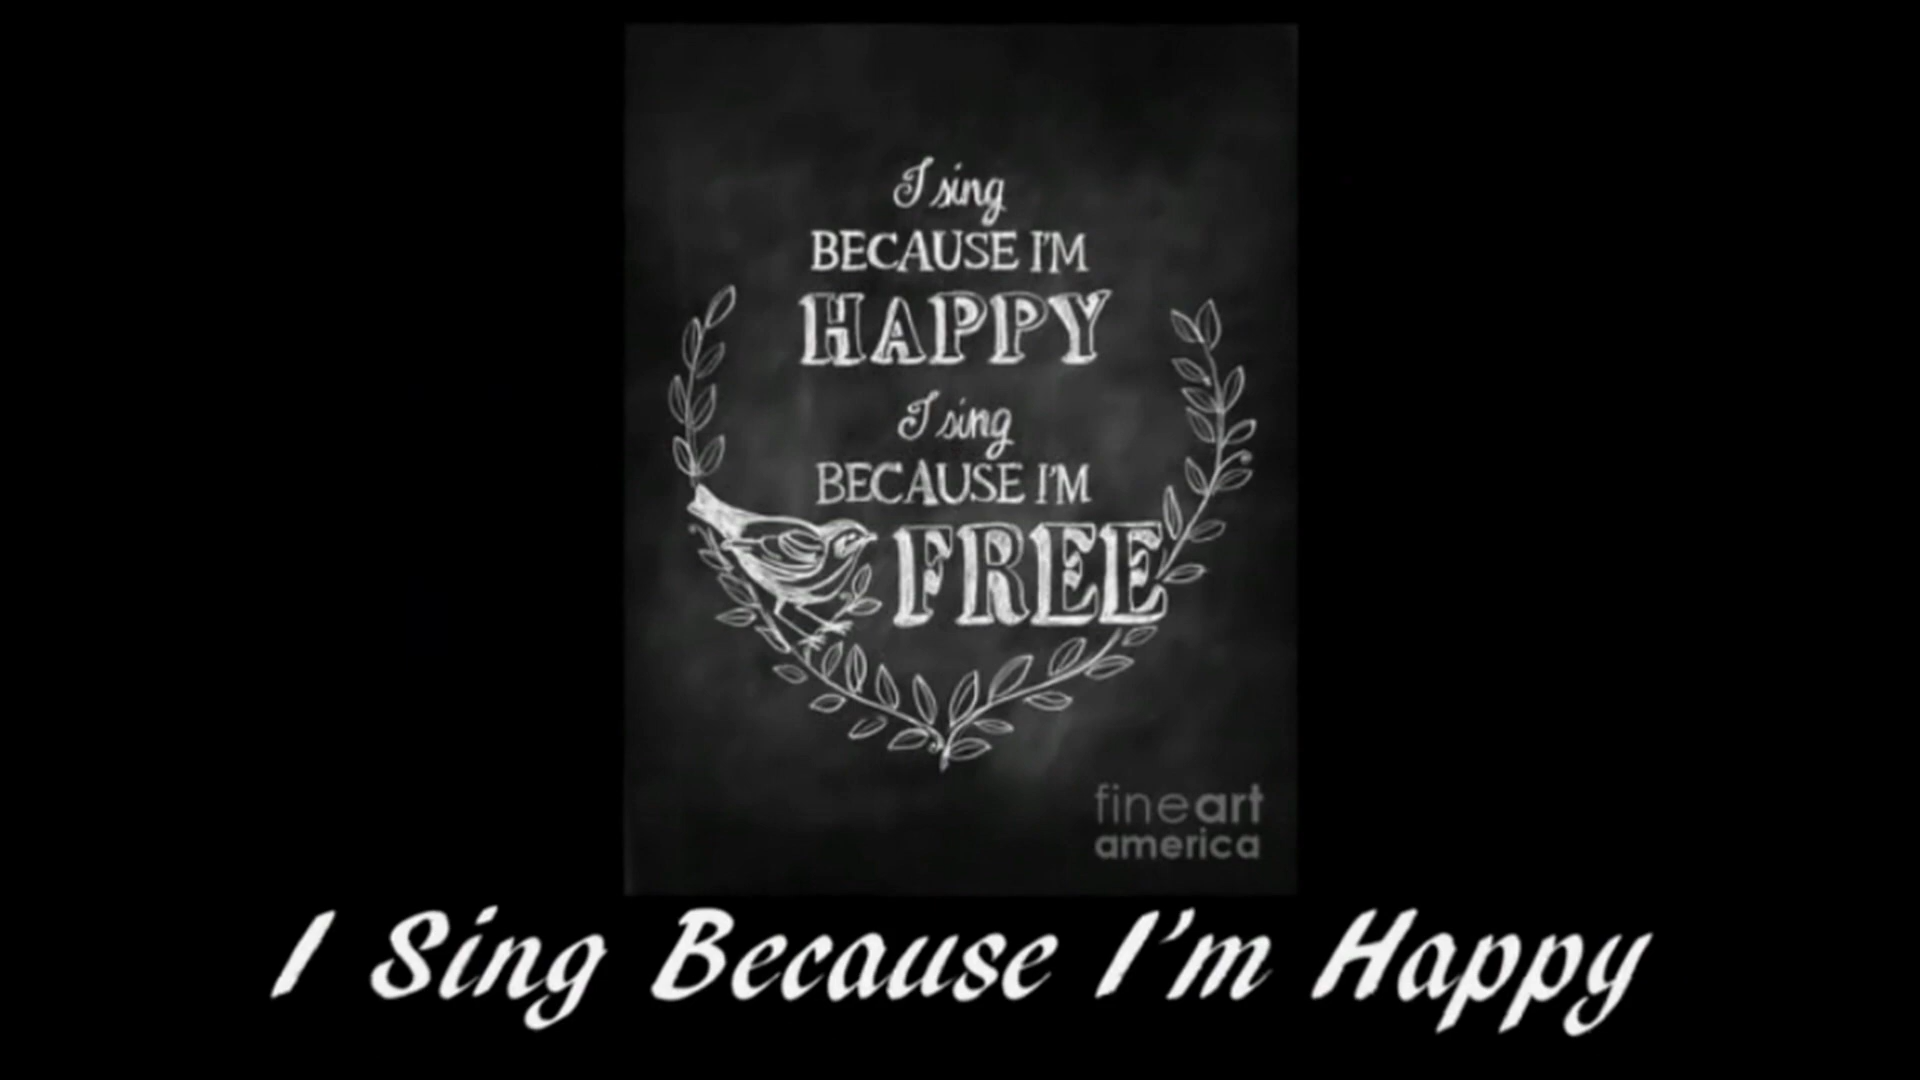 I sing
BECAUSE I'M
HAPPY
I sing
BECAUSE I'M
FREE
fineart
america
I Sing Because I'm Happy